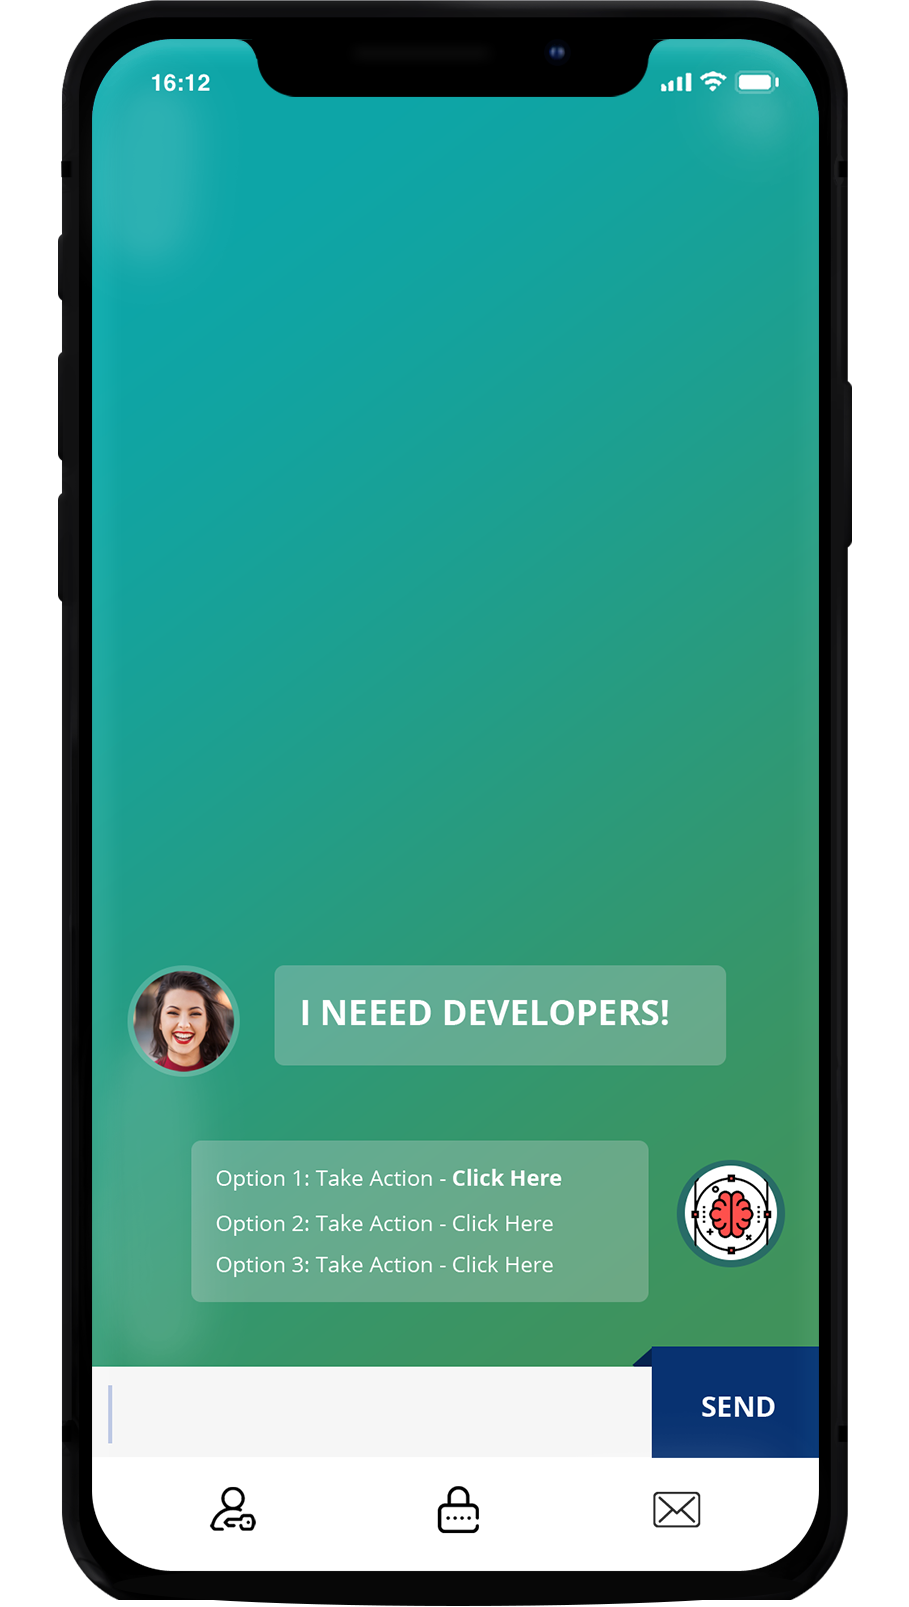 16:12
I NEEED DEVELOPERS!
Option 1: Take Action - Click Here
Option 2: Take Action - Click Here
Option 3: Take Action - Click Here
SEND